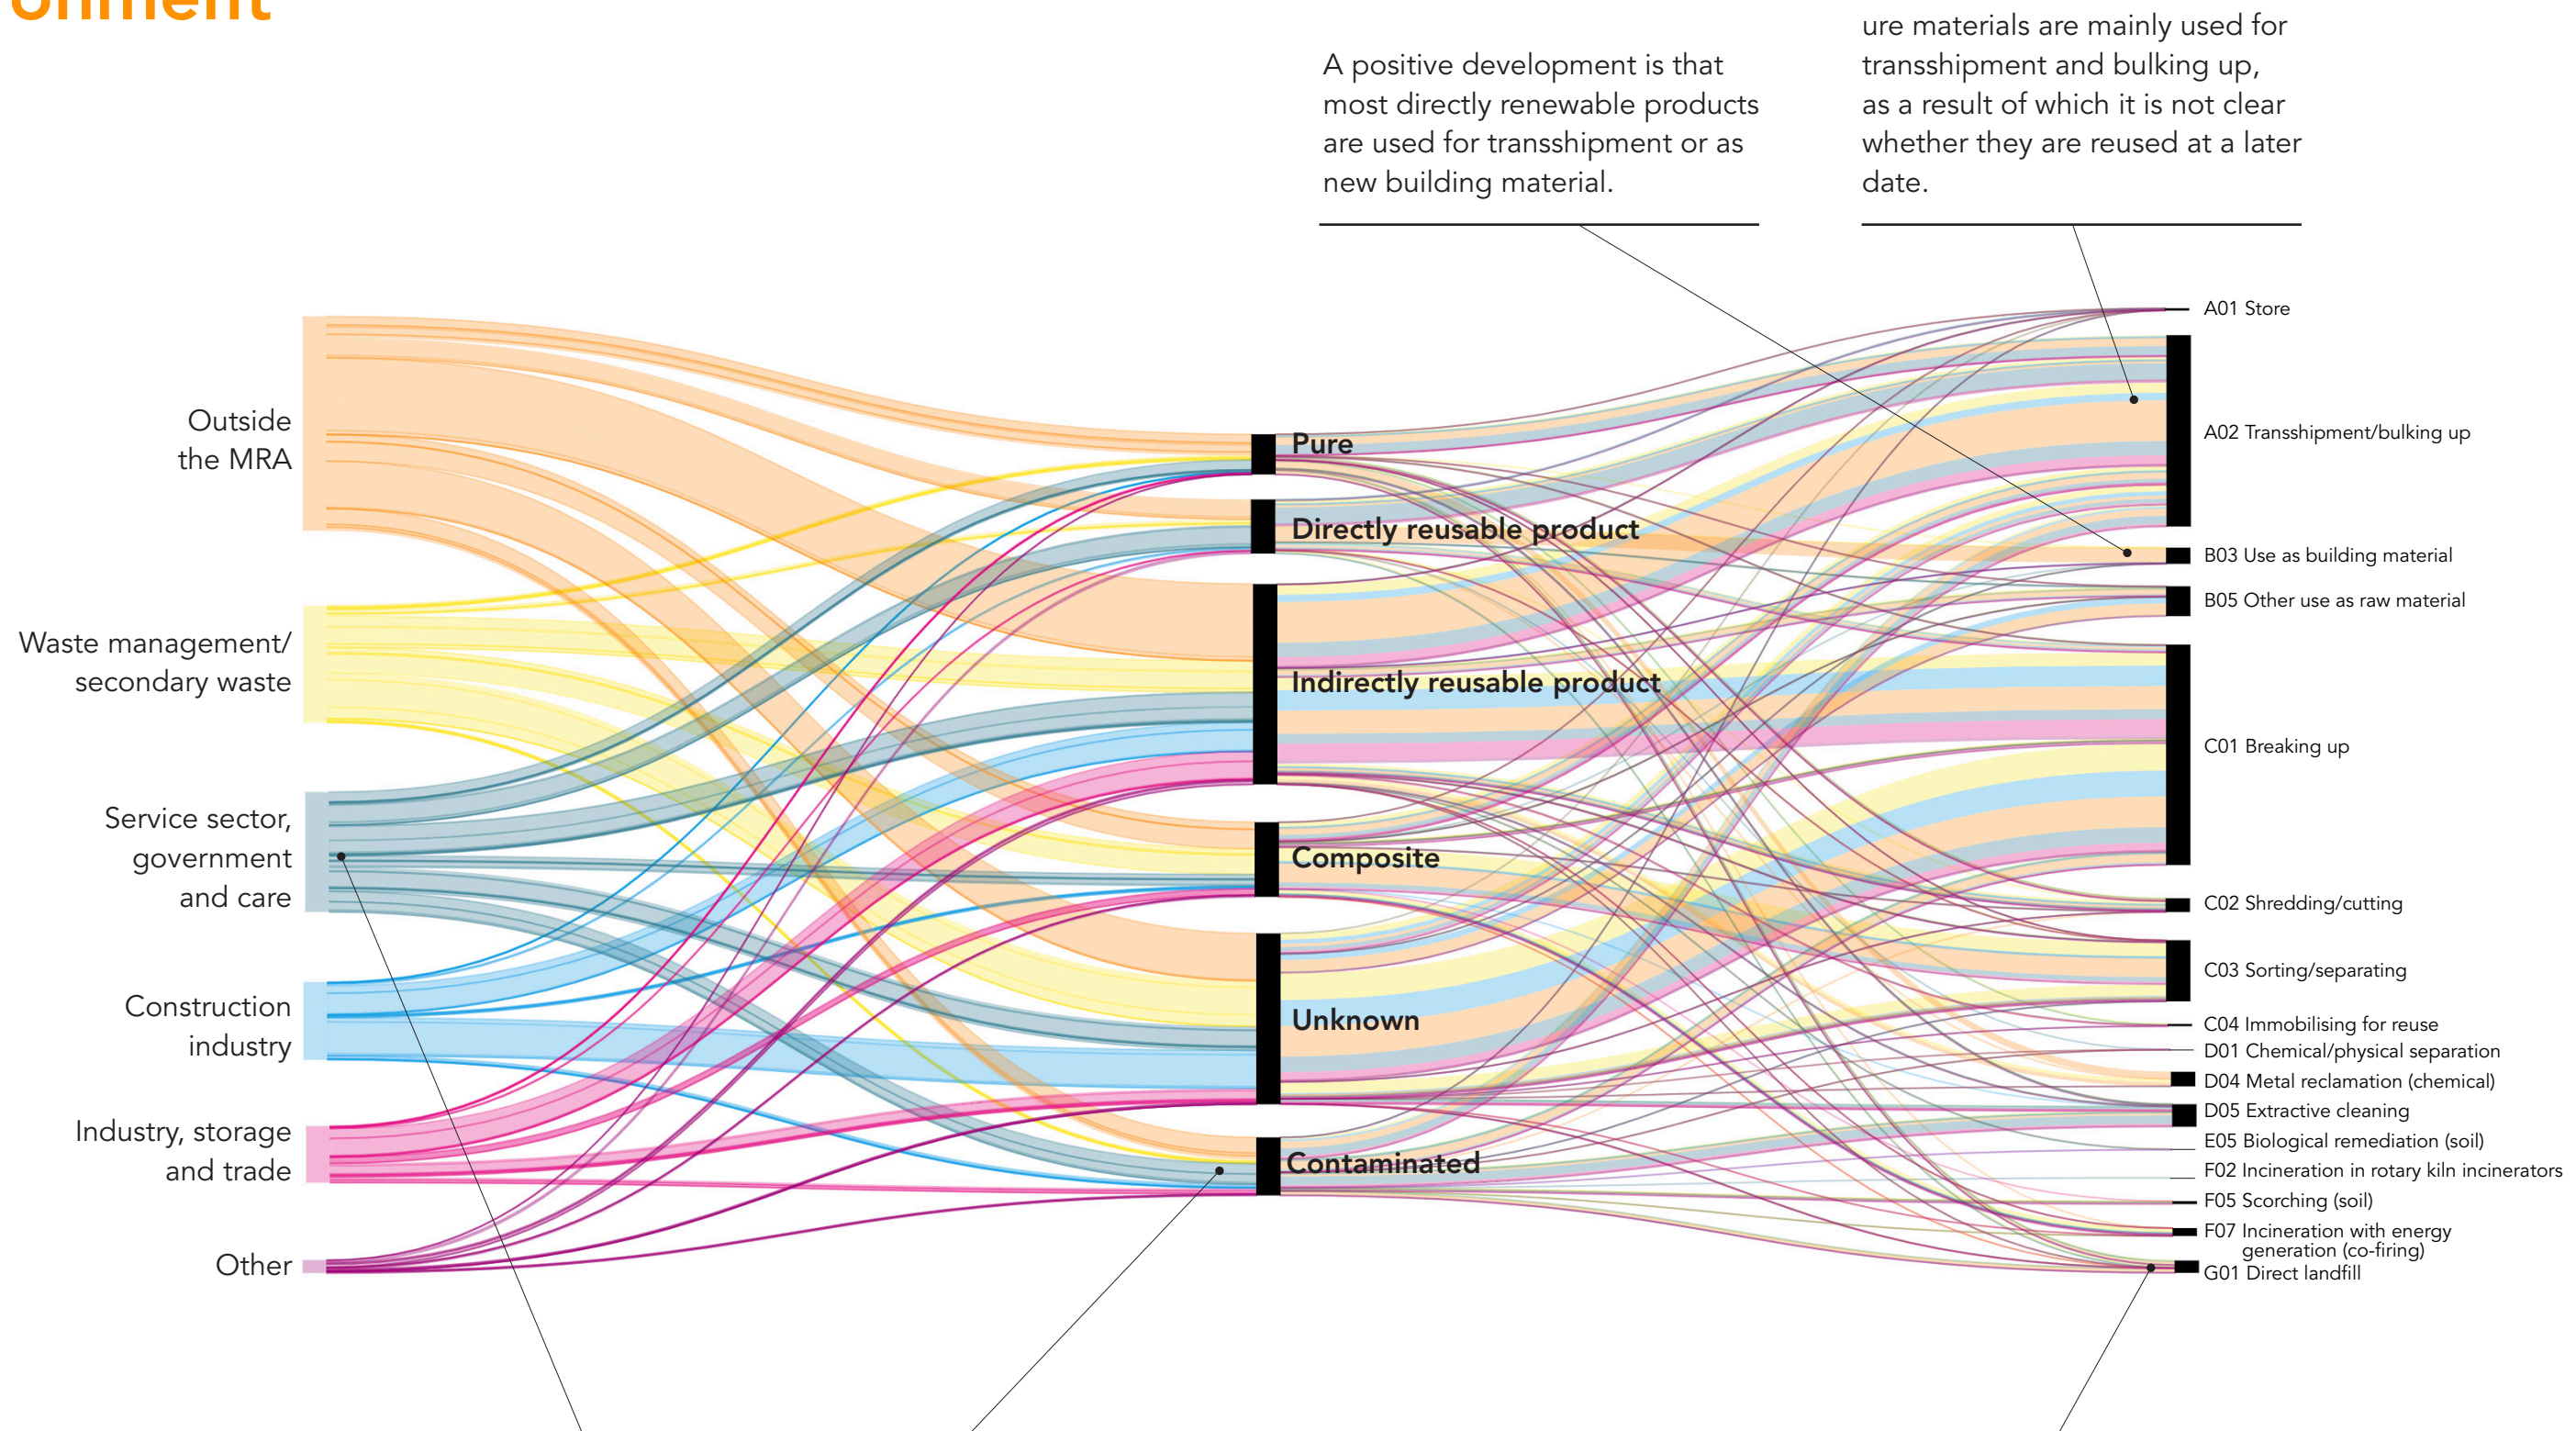 onment
A positive development is that
most directly renewable products
are used for transshipment or as
new building material.
ure materials are mainly used for
transshipment and bulking up,
as a result of which it is not clear
whether they are reused at a later
date.
Outside
the MRA
Waste management/
secondary waste
Service sector,
government
and care
Construction
industry
Industry, storage
and trade
Other
Pure
Directly reusable product
Indirectly reusable product
Composite
Unknown
Contaminated
A01 Store
A02 Transshipment/bulking up
B03 Use as building material
B05 Other use as raw material
C01 Breaking up
C02 Shredding/cutting
C03 Sorting/separating
C04 Immobilising for reuse
D01 Chemical/physical separation
D04 Metal reclamation (chemical)
D05 Extractive cleaning
E05 Biological remediation (soil)
F02 Incineration in rotary kiln incinerators
F05 Scorching (soil)
F07 Incineration with energy
generation (co-firing)
G01 Direct landfill